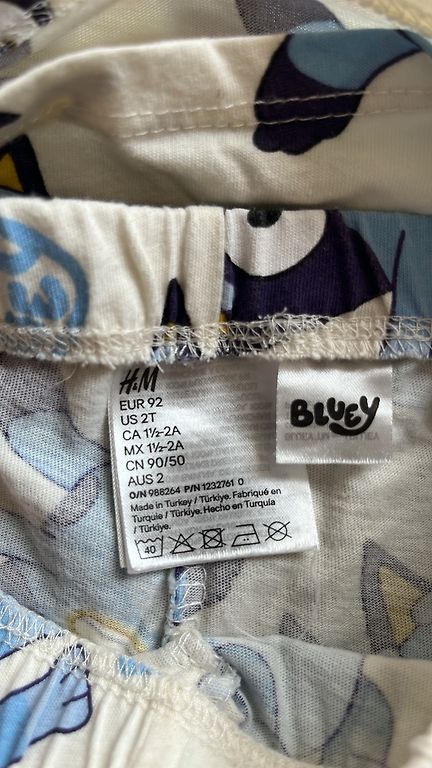 H&M
EUR 92
US 2T
CA 1½-2A
MX 1½-2A
CN 90/50
AUS 2
O/N 988264 P/N 1232761 0
Made in Turkey / Türkiye. Fabriqué en
Turquie / Türkiye. Hecho en Turquía
/ Türkiye.
40
BLUEY